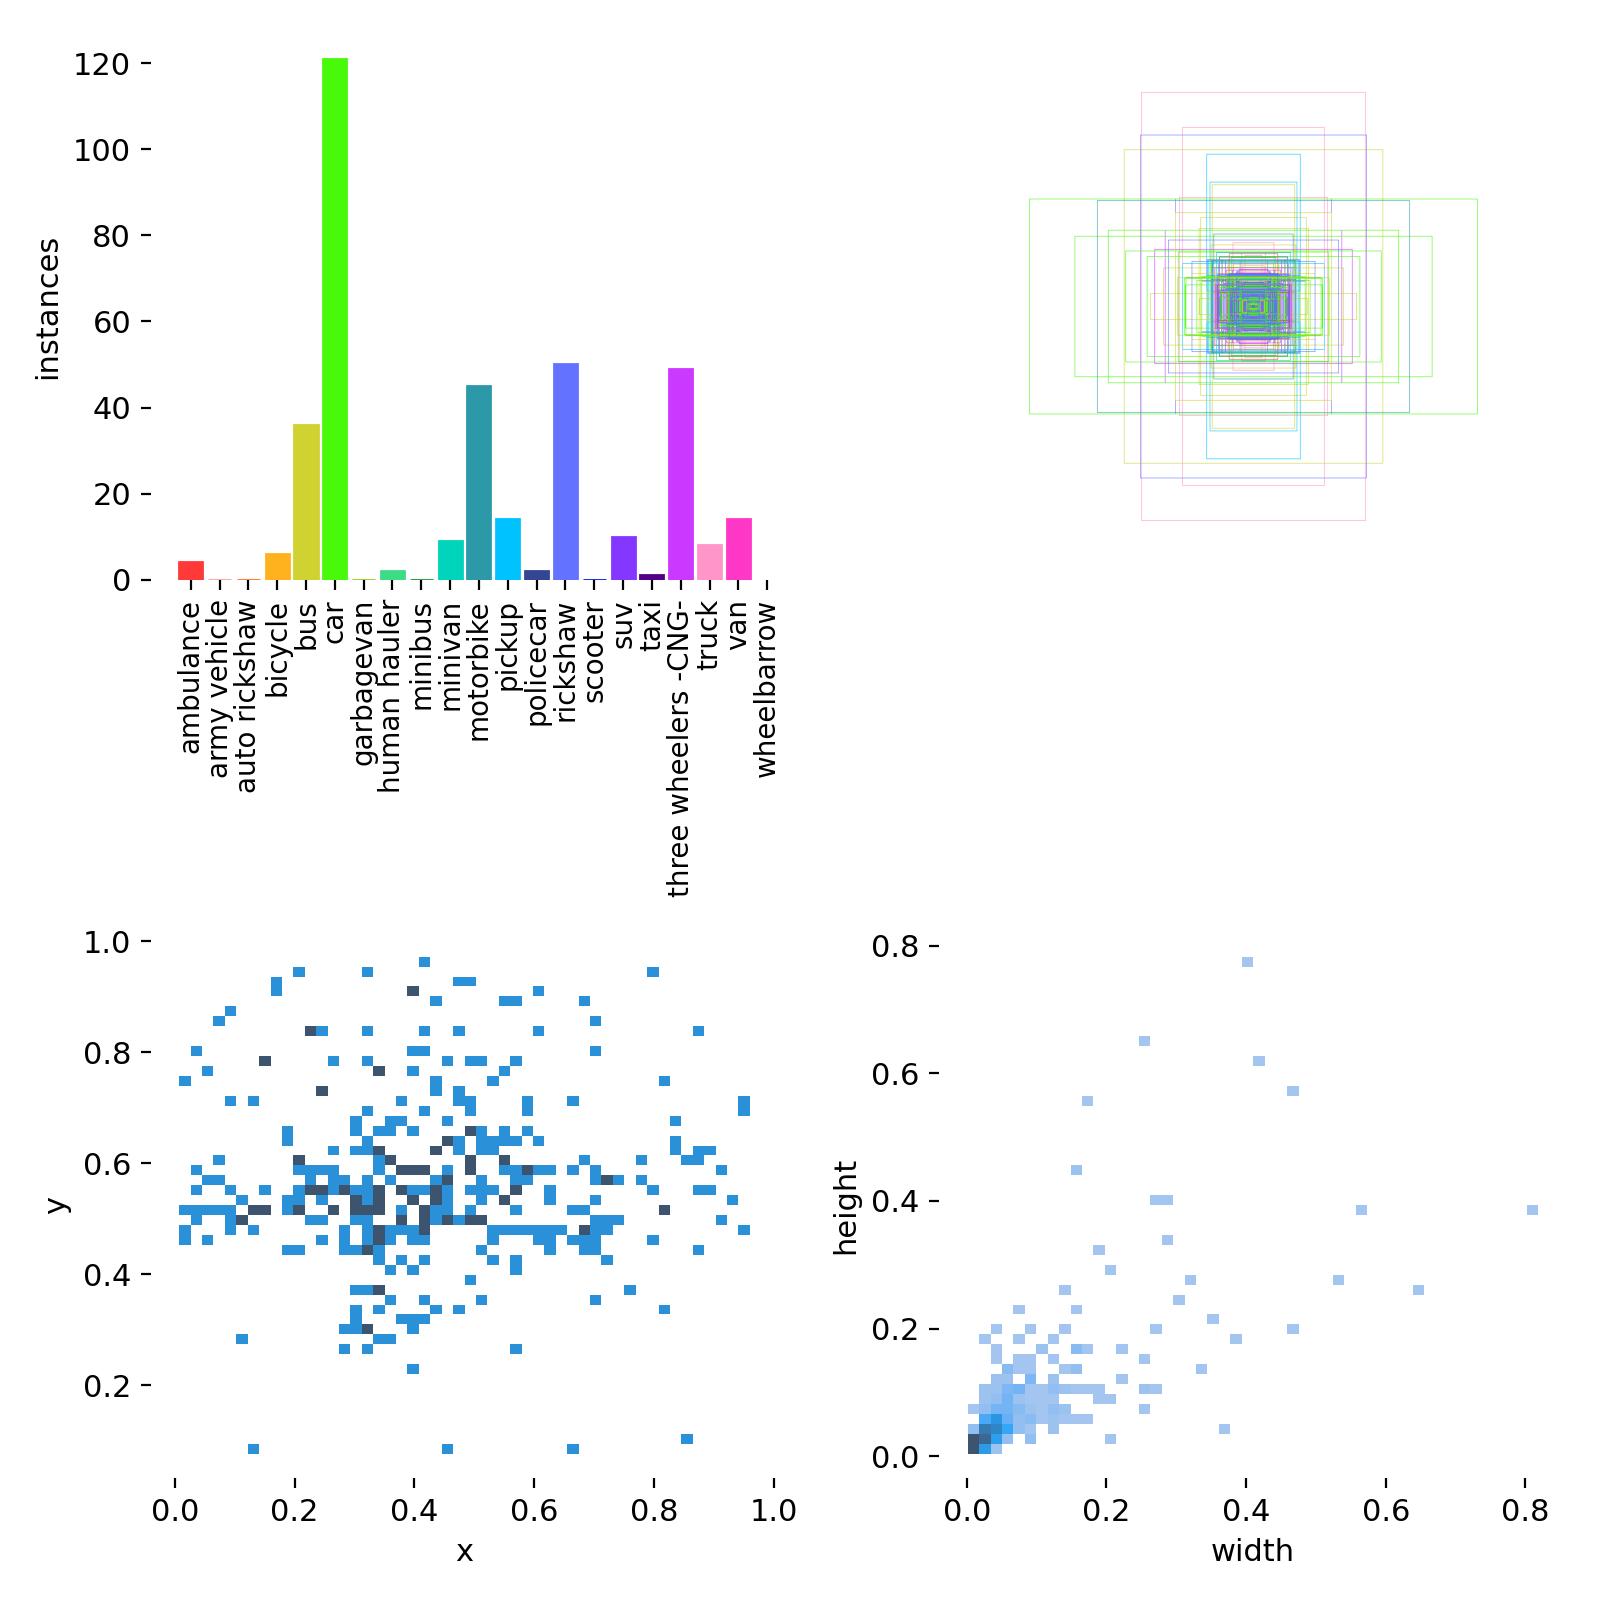 120
100
80
60
40
20
0
instances
ambulance
army vehicle
auto rickshaw
bicycle
bus
car
garbagevan
human hauler
minibus
minivan
motorbike
pickup
policecar
rickshaw
scooter
suv
taxi
three wheelers -CNG-
truck
van
wheelbarrow
1.0
0.8
0.6
0.4
0.2
y
0.0 0.2 0.4 0.6 0.8 1.0
x
0.8
0.6
0.4
0.2
0.0
height
0.0 0.2 0.4 0.6 0.8
width